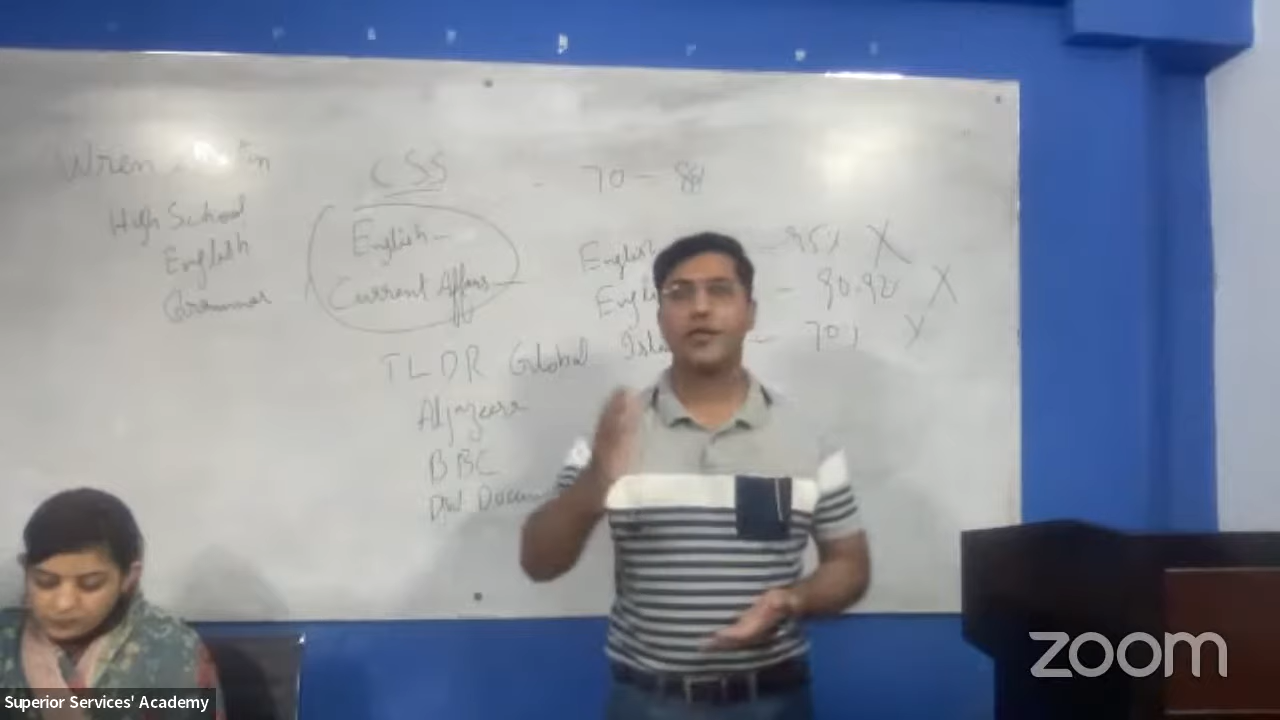 Wren
High School
English
Grammar
CSS - 70 -
English -
Current Affairs -
English - 95% X
- 90.92 X
- 70% X
TLDR Global
Aljazeera
BBC
DW
Superior Services' Academy
zoom